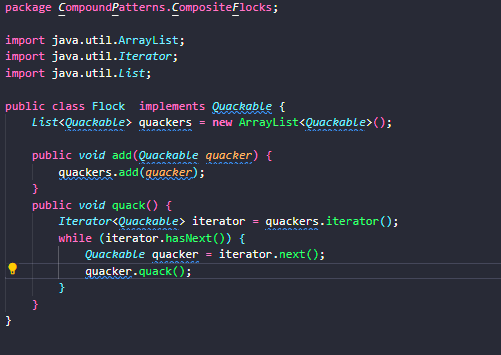 package CompoundPatterns.CompositeFlocks;
import java.util.ArrayList;
import java.util.Iterator;
import java.util.List;
public class Flock  implements Quackable {
    List<Quackable> quackers = new ArrayList<Quackable>();
    public void add(Quackable quacker) {
        quackers.add(quacker);
    }
    public void quack() {
        Iterator<Quackable> iterator = quackers.iterator();
        while (iterator.hasNext()) {
            Quackable quacker = iterator.next();
            quacker.quack();
        }
    }
}